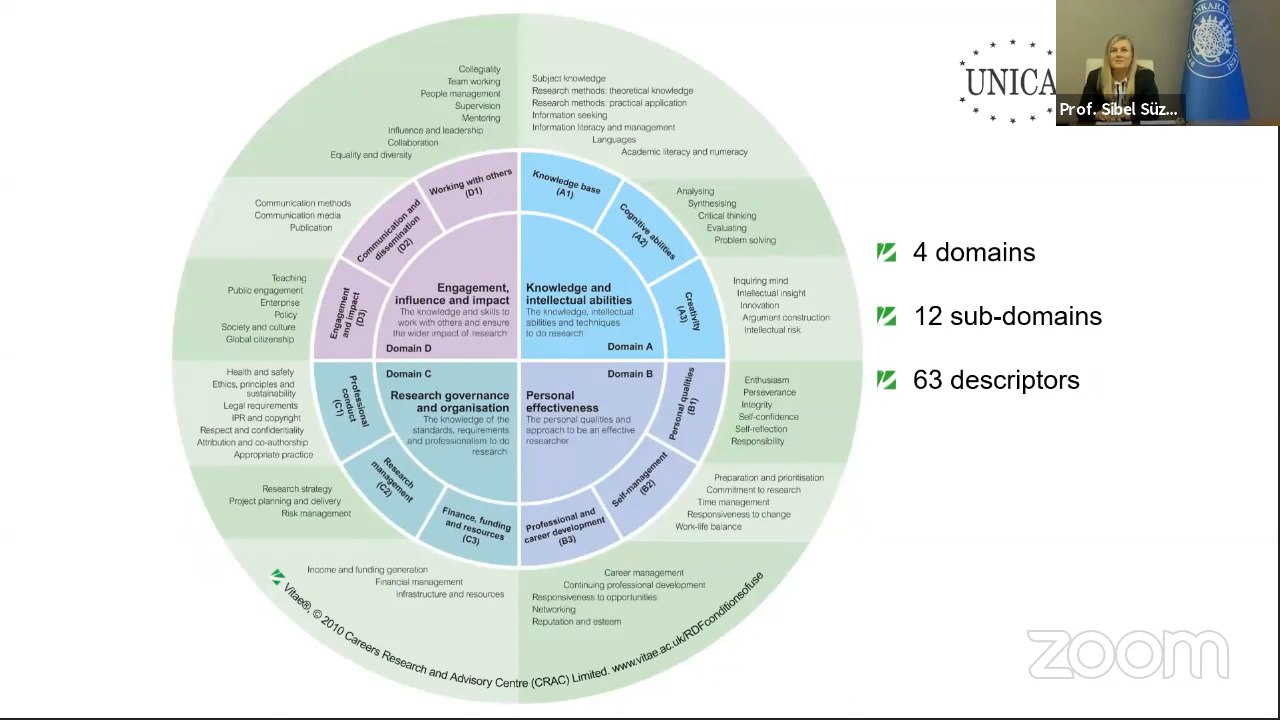 Collegiality
Team working
People management
Supervision
Mentoring
Influence and leadership
Collaboration
Equality and diversity
Subject knowledge
Research methods: theoretical knowledge
Research methods: practical application
Information seeking
Information literacy and management
Languages
Academic literacy and numeracy
UNICA
Prof. Sibel Süz...
Working with others
(D1)
Knowledge base
(A1)
Communication methods
Communication media
Publication
Communication and
dissemination
(D2)
Cognitive abilities
(A2)
Analysing
Synthesising
Critical thinking
Evaluating
Problem solving
Teaching
Public engagement
Enterprise
Policy
Society and culture
Global citizenship
Engagement
and impact
(D3)
Engagement,
influence and impact
The knowledge and skills to
work with others and ensure
the wider impact of research
Domain D
Knowledge and
intellectual abilities
The knowledge, intellectual
abilities and techniques
to do research
Domain A
Creativity
(A3)
Inquiring mind
Intellectual insight
Innovation
Argument construction
Intellectual risk
4 domains
12 sub-domains
63 descriptors
Health and safety
Ethics, principles and
sustainability
Legal requirements
IPR and copyright
Respect and confidentiality
Attribution and co-authorship
Appropriate practice
Professional
conduct
(C1)
Domain C
Research governance
and organisation
The knowledge of the
standards, requirements
and professionalism to do
research
Domain B
Personal
effectiveness
The personal qualities and
approach to be an effective
researcher
Personal qualities
(B1)
Enthusiasm
Perseverance
Integrity
Self-confidence
Self-reflection
Responsibility
Research strategy
Project planning and delivery
Risk management
Research
management
(C2)
Self-management
(B2)
Preparation and prioritisation
Commitment to research
Time management
Responsiveness to change
Work-life balance
Finance, funding
and resources
(C3)
Professional and
career development
(B3)
Income and funding generation
Financial management
Infrastructure and resources
Career management
Continuing professional development
Responsiveness to opportunities
Networking
Reputation and esteem
Vitae®, © 2010 Careers Research and Advisory Centre (CRAC) Limited. www.vitae.ac.uk/RDFconditionsofuse
zoom